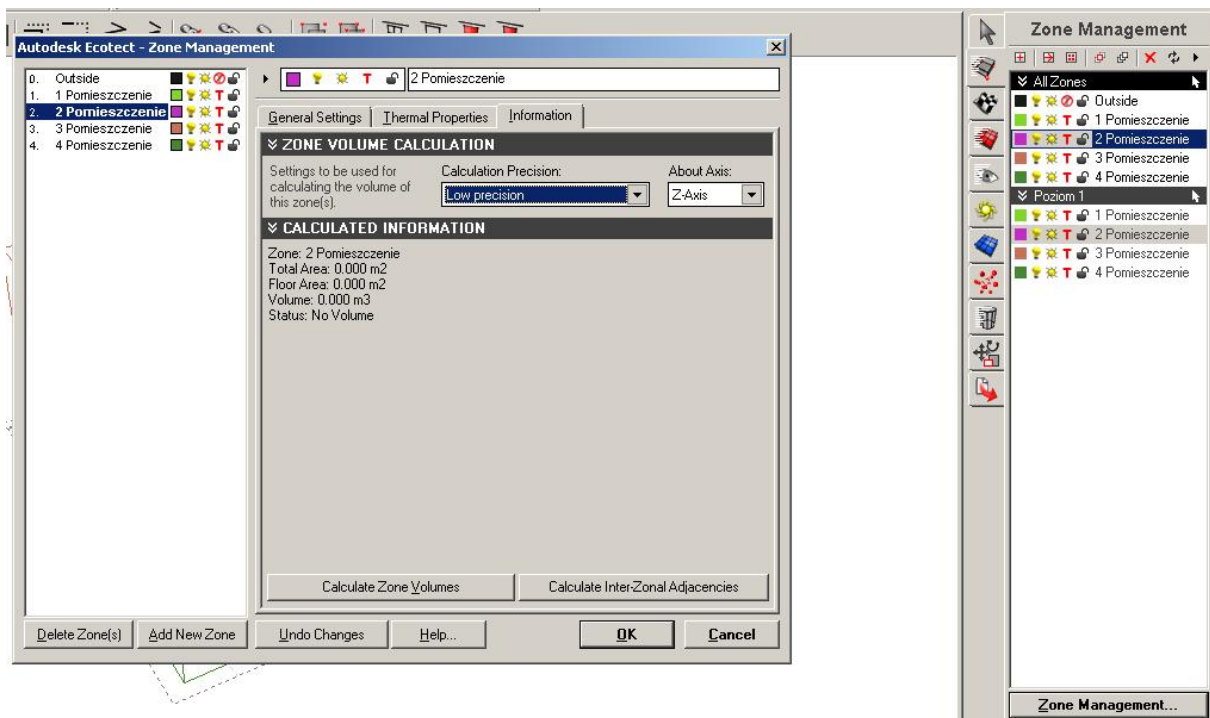 Autodesk Ecotect - Zone Management
0. Outside
1. 1 Pomieszczenie
2. 2 Pomieszczenie
3. 3 Pomieszczenie
4. 4 Pomieszczenie
2 Pomieszczenie
General Settings
Thermal Properties
Information
ZONE VOLUME CALCULATION
Settings to be used for
calculating the volume of
this zone(s).
Calculation Precision:
Low precision
About Axis:
Z-Axis
CALCULATED INFORMATION
Zone: 2 Pomieszczenie
Total Area: 0.000 m2
Floor Area: 0.000 m2
Volume: 0.000 m3
Status: No Volume
Calculate Zone Volumes
Calculate Inter-Zonal Adjacencies
Delete Zone(s)
Add New Zone
Undo Changes
Help...
OK
Cancel
Zone Management
All Zones
Outside
1 Pomieszczenie
2 Pomieszczenie
3 Pomieszczenie
4 Pomieszczenie
Poziom 1
1 Pomieszczenie
2 Pomieszczenie
3 Pomieszczenie
4 Pomieszczenie
Zone Management...